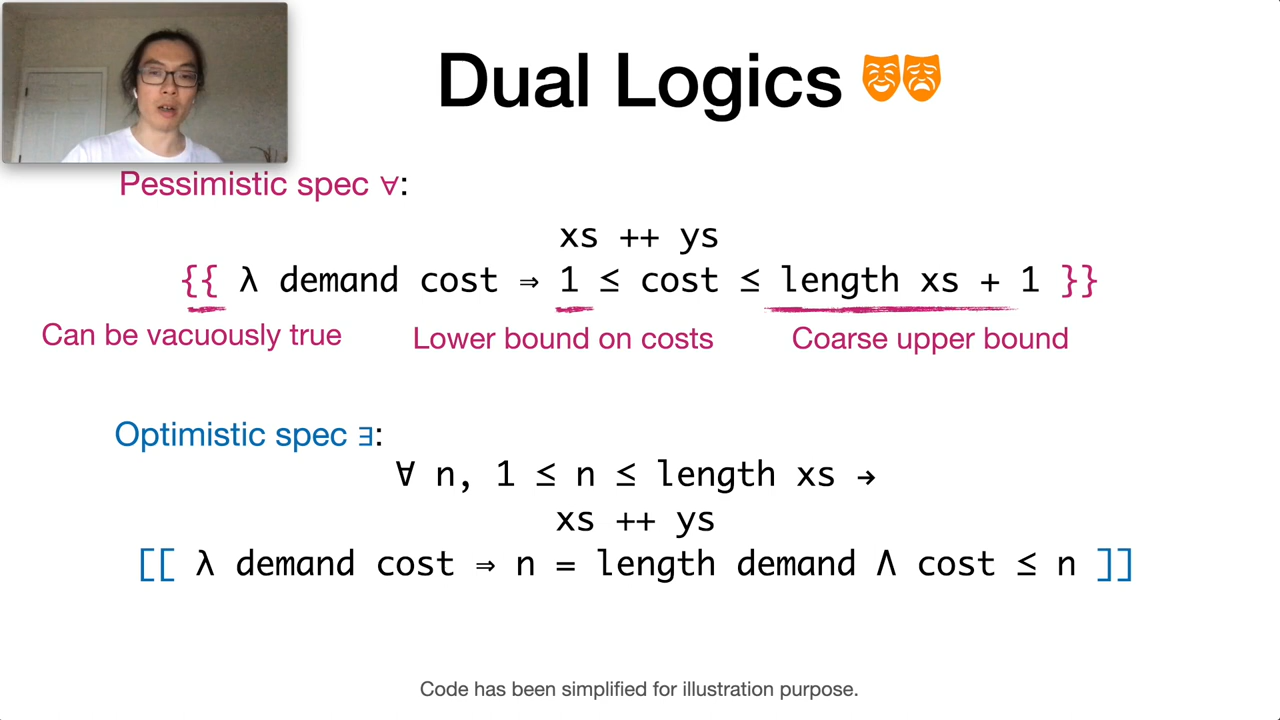 Dual Logics 🎭
Pessimistic spec ∀:
xs ++ ys
{{ λ demand cost ⇒ 1 ≤ cost ≤ length xs + 1 }}
Can be vacuously true
Lower bound on costs
Coarse upper bound
Optimistic spec ∃:
∀ n, 1 ≤ n ≤ length xs →
xs ++ ys
[[ λ demand cost ⇒ n = length demand ∧ cost ≤ n ]]
Code has been simplified for illustration purpose.